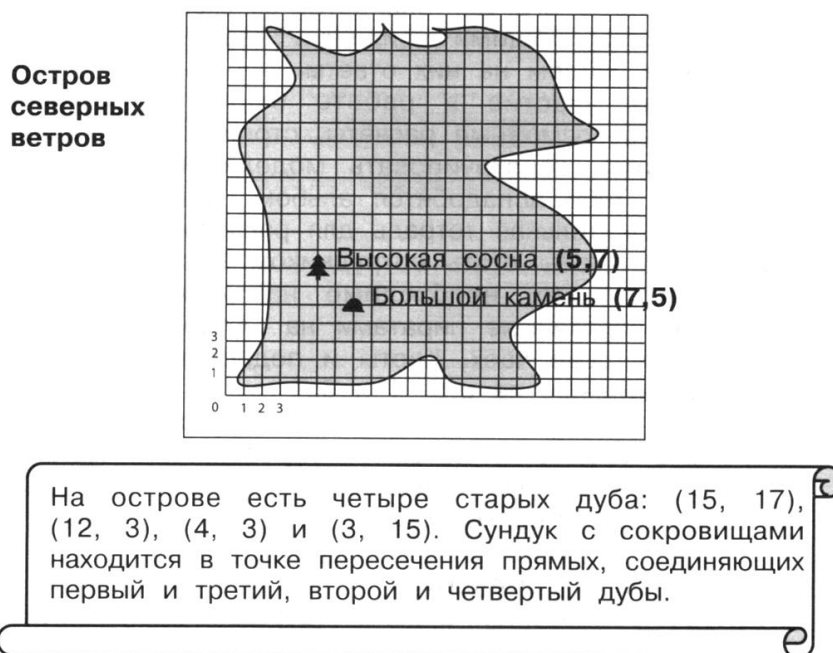 Остров
северных
ветров
Высокая сосна (5,7)
Большой камень (7,5)
3
2
1
0 1 2 3
На острове есть четыре старых дуба: (15, 17),
(12, 3), (4, 3) и (3, 15). Сундук с сокровищами
находится в точке пересечения прямых, соединяющих
первый и третий, второй и четвертый дубы.